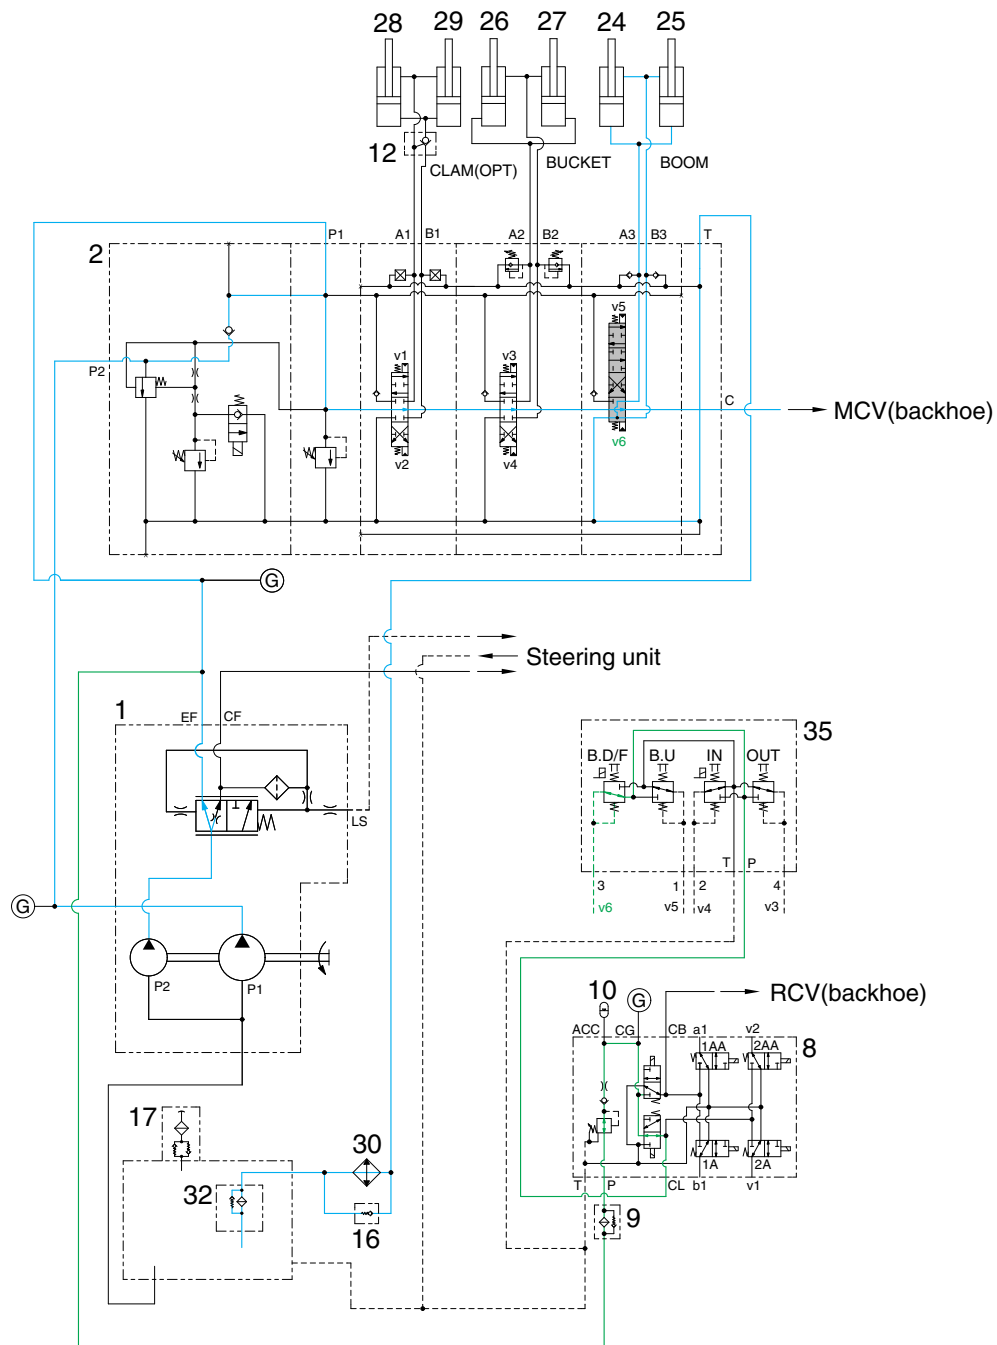 28 29 26 27 24 25
12
CLAM(OPT) BUCKET BOOM
2
P1 A1 B1 A2 B2 A3 B3 T
v5
v1 v3
P2
C
MCV(backhoe)
v6
v2 v4
G
Steering unit
1
EF CF
35
B.D/F B.U IN OUT
LS
T P
3 1 2 4
v6 v5 v4 v3
G
P2 P1
10 G RCV(backhoe)
ACC CG CB a1 v2
8
1AA 2AA
17
30
1A 2A
32
T P CL b1 v1
16
9